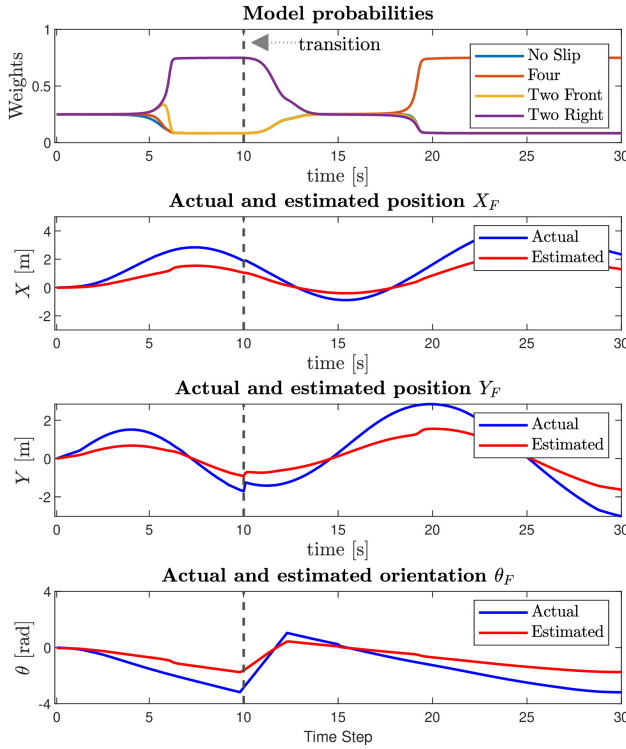 Model probabilities
1
0.5
0
Weights
transition
No Slip
Four
Two Front
Two Right
0 5 10 15 20 25 30
time [s]
Actual and estimated position X_F
4
2
0
-2
X [m]
Actual
Estimated
0 5 10 15 20 25 30
time [s]
Actual and estimated position Y_F
2
0
-2
Y [m]
Actual
Estimated
0 5 10 15 20 25 30
time [s]
Actual and estimated orientation θ_F
4
0
-4
θ [rad]
Actual
Estimated
0 5 10 15 20 25 30
Time Step